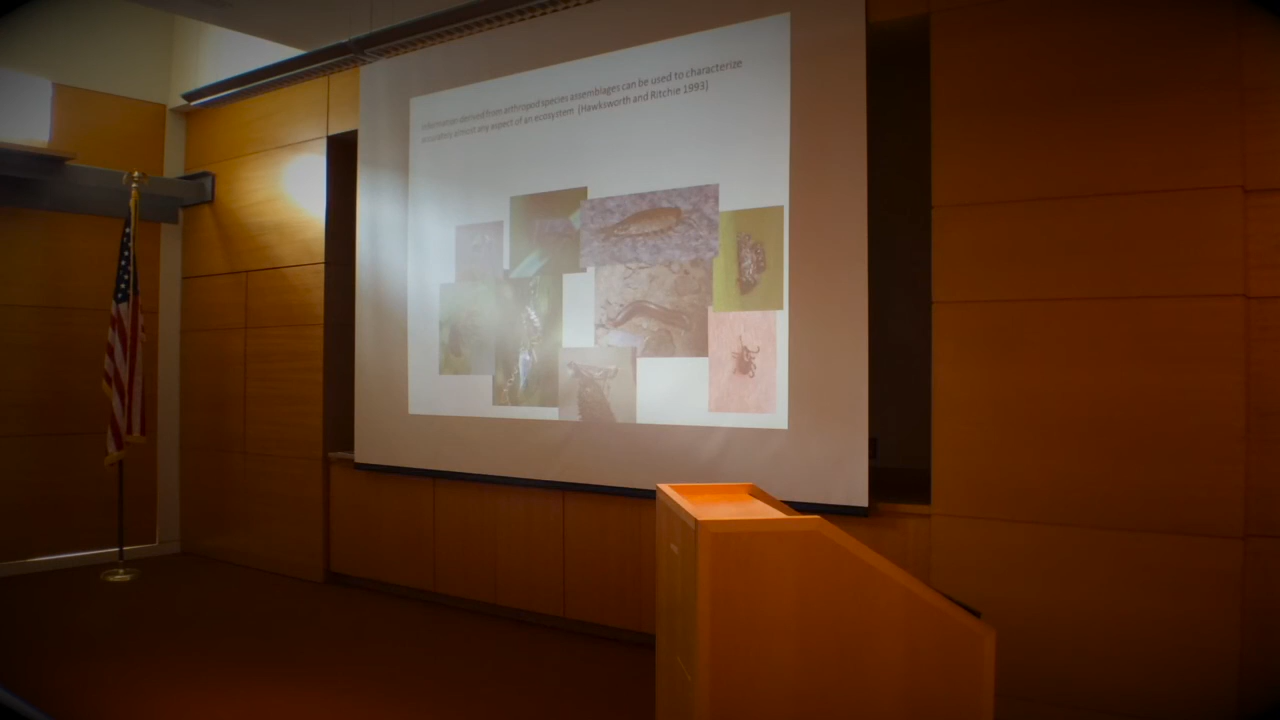 Information derived from arthropod species assemblages can be used to characterize
accurately almost any aspect of an ecosystem (Hawksworth and Ritchie 1993)